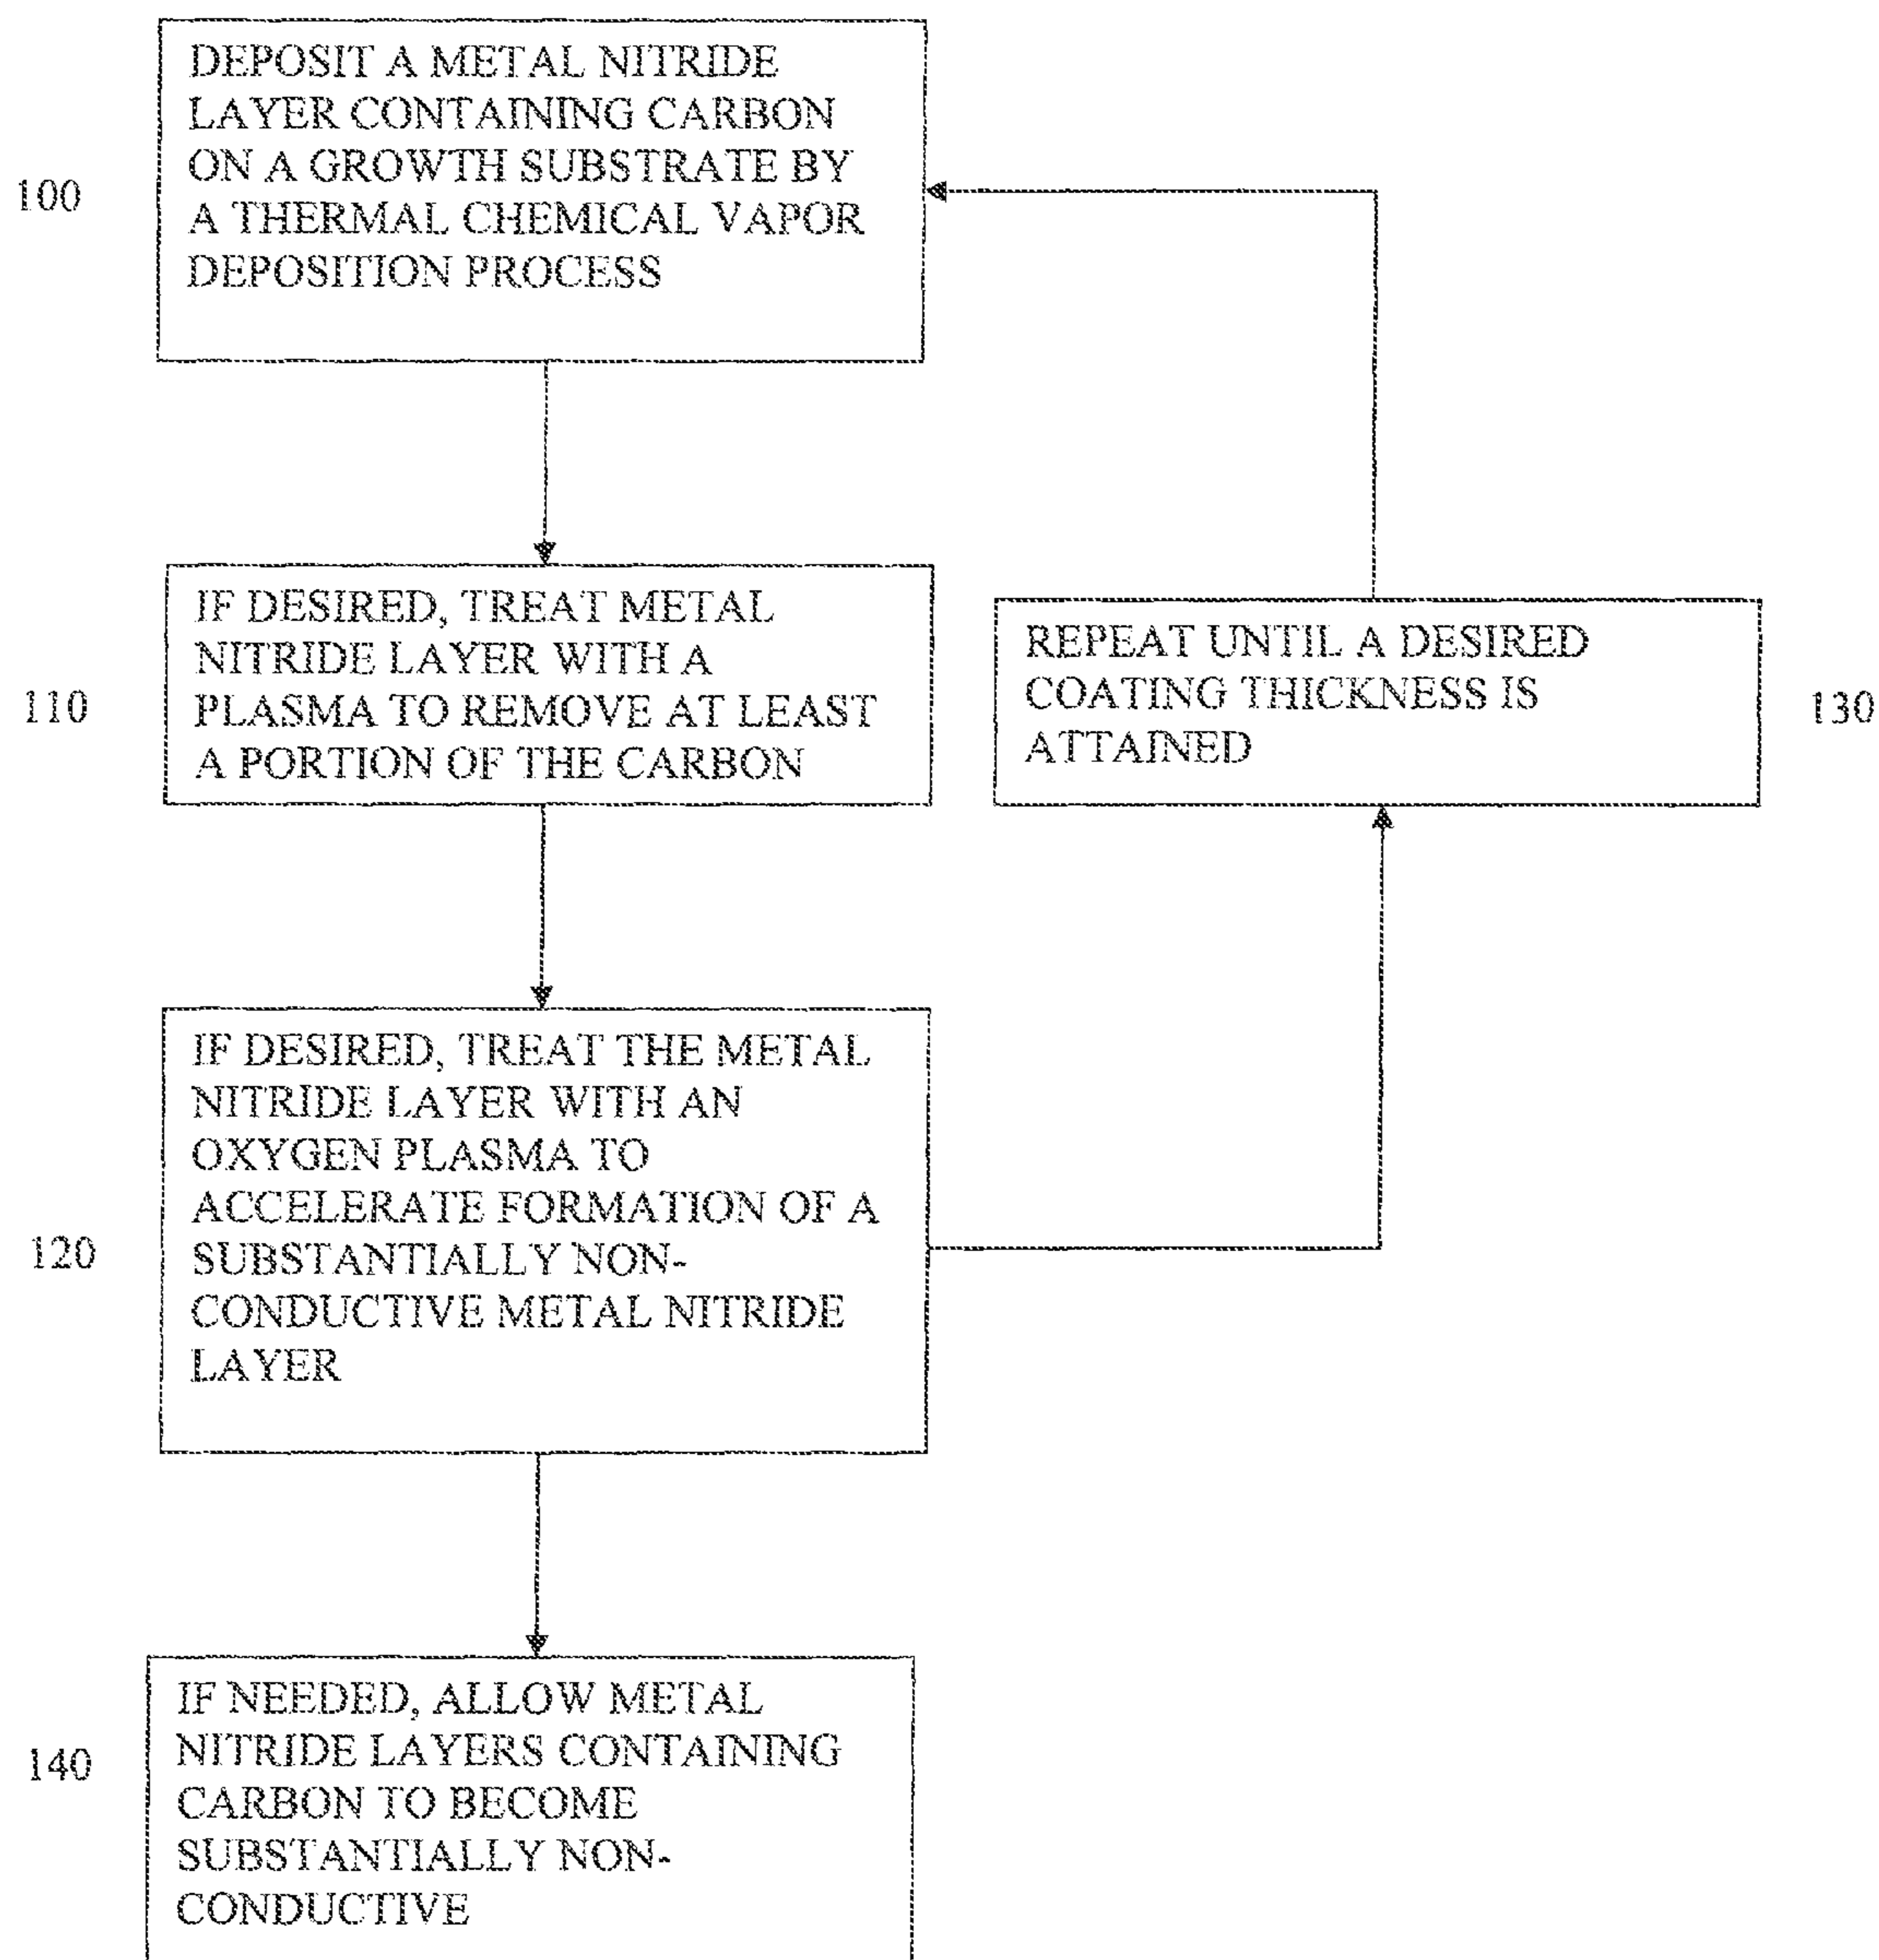 100
DEPOSIT A METAL NITRIDE
LAYER CONTAINING CARBON
ON A GROWTH SUBSTRATE BY
A THERMAL CHEMICAL VAPOR
DEPOSITION PROCESS
110
IF DESIRED, TREAT METAL
NITRIDE LAYER WITH A
PLASMA TO REMOVE AT LEAST
A PORTION OF THE CARBON
REPEAT UNTIL A DESIRED
COATING THICKNESS IS
ATTAINED
130
120
IF DESIRED, TREAT THE METAL
NITRIDE LAYER WITH AN
OXYGEN PLASMA TO
ACCELERATE FORMATION OF A
SUBSTANTIALLY NON-
CONDUCTIVE METAL NITRIDE
LAYER
140
IF NEEDED, ALLOW METAL
NITRIDE LAYERS CONTAINING
CARBON TO BECOME
SUBSTANTIALLY NON-
CONDUCTIVE